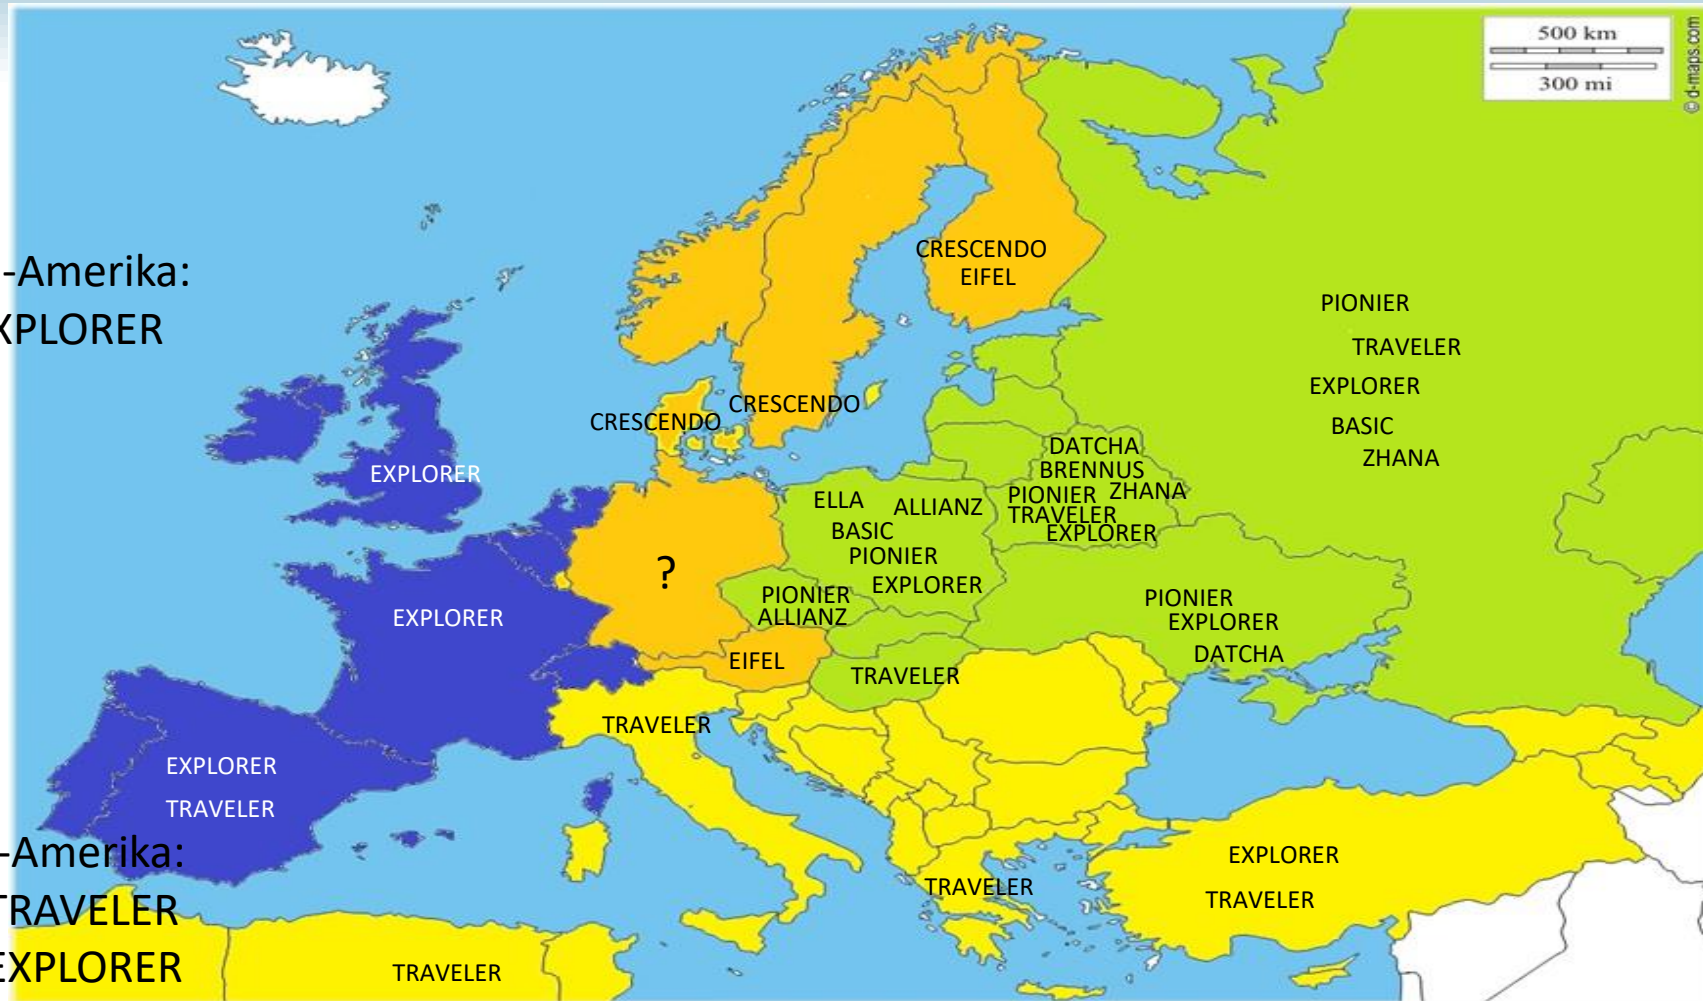 500 km
300 mi
© d-maps.com
-Amerika:
XPLORER
CRESCENDO
EIFEL
PIONIER
TRAVELER
EXPLORER
BASIC
ZHANA
CRESCENDO
CRESCENDO
EXPLORER
DATCHA
BRENNUS
PIONIER ZHANA
TRAVELER
EXPLORER
ELLA ALLIANZ
BASIC
PIONIER
EXPLORER
?
PIONIER
ALLIANZ
EXPLORER
PIONIER
EXPLORER
DATCHA
EIFEL
TRAVELER
TRAVELER
EXPLORER
TRAVELER
-Amerika:
TRAVELER
EXPLORER
TRAVELER
EXPLORER
TRAVELER
TRAVELER